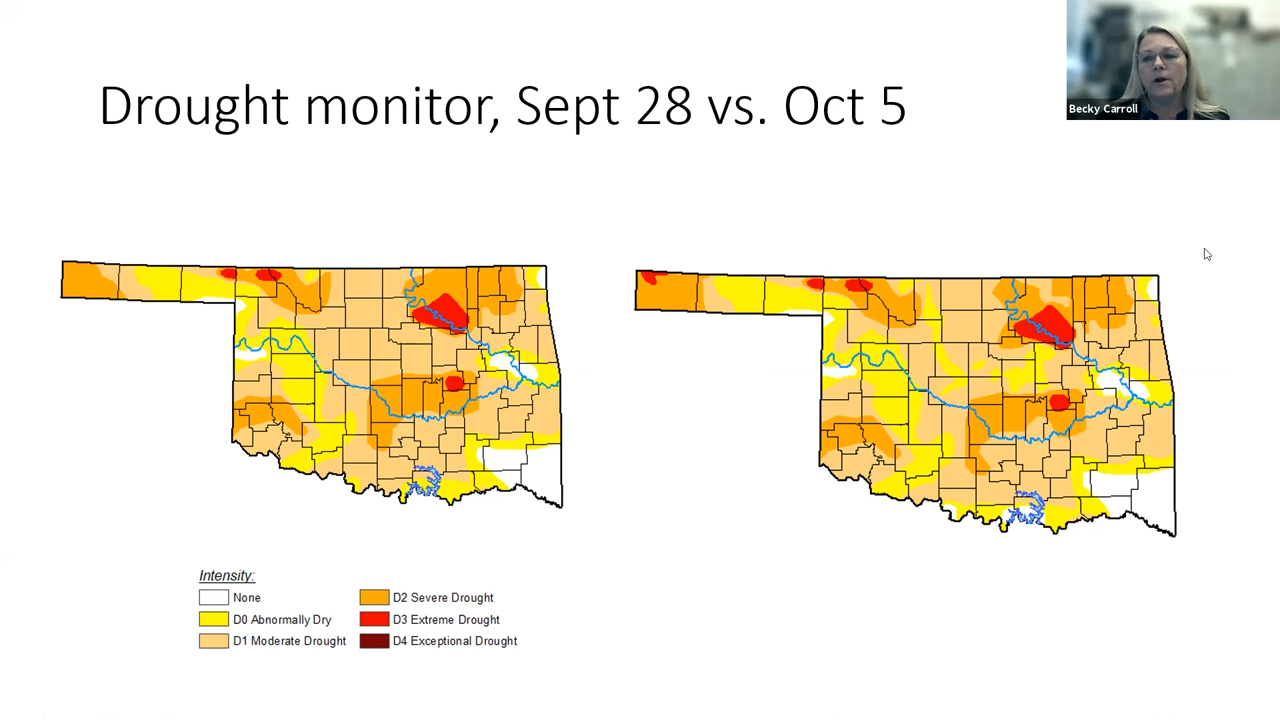 Becky Carroll
Drought monitor, Sept 28 vs. Oct 5
Intensity:
None
D0 Abnormally Dry
D1 Moderate Drought
D2 Severe Drought
D3 Extreme Drought
D4 Exceptional Drought